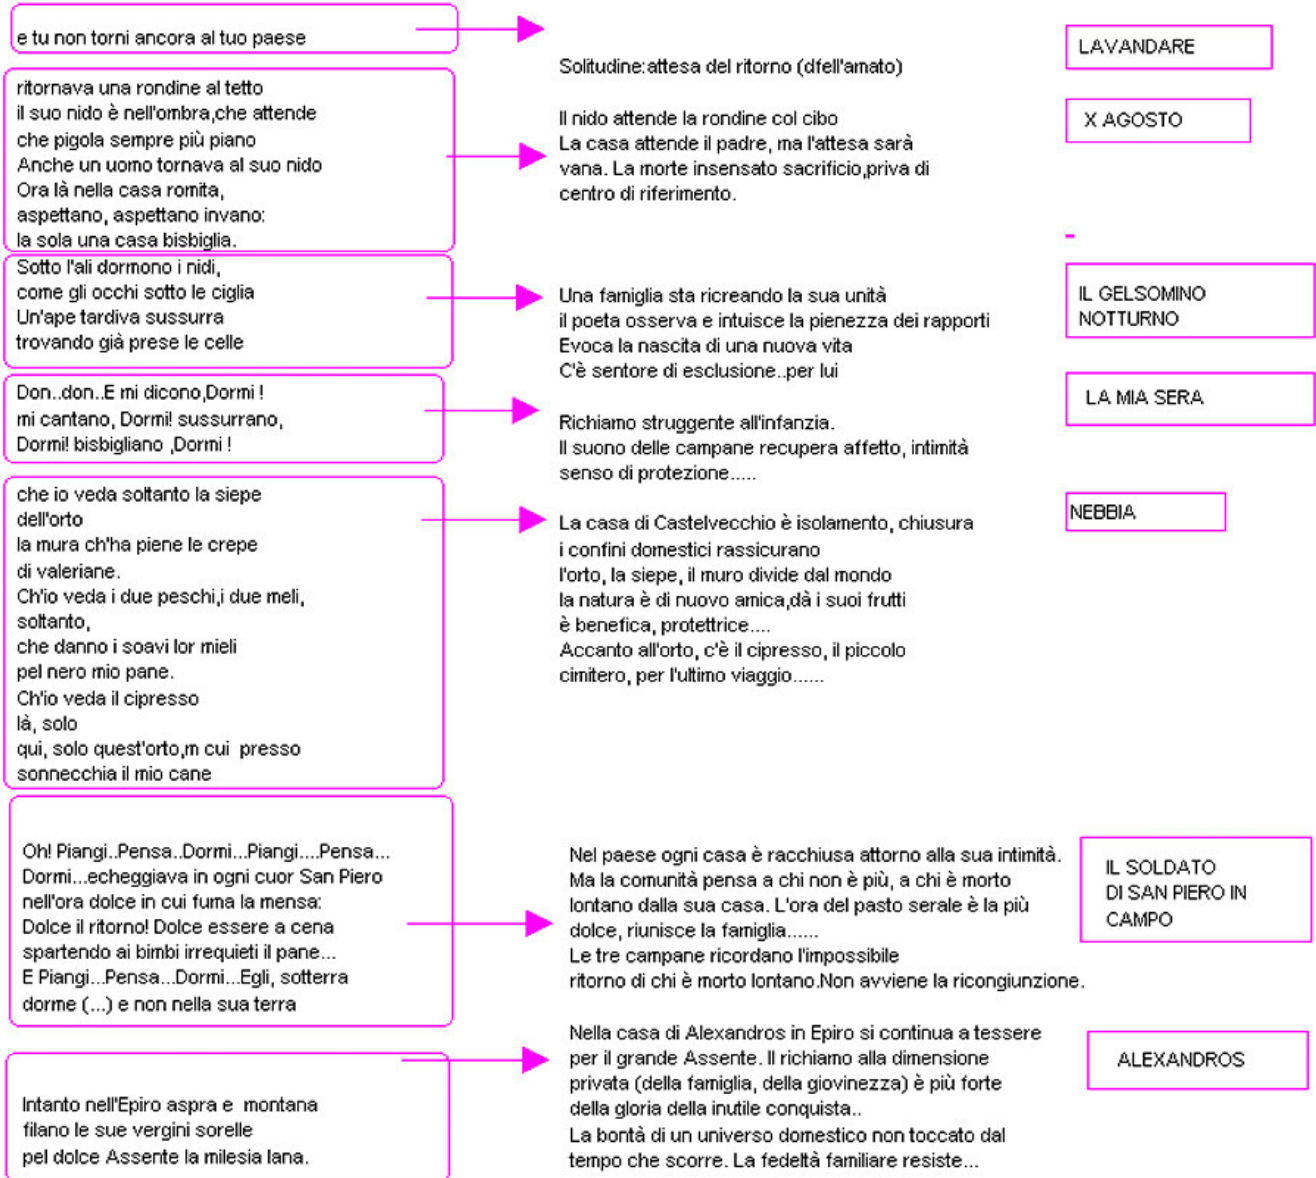 e tu non torni ancora al tuo paese
Solitudine:attesa del ritorno (dfell'amato)
LAVANDARE
ritornava una rondine al tetto
il suo nido è nell'ombra,che attende
che pigola sempre più piano
Anche un uomo tornava al suo nido
Ora là nella casa romita,
aspettano, aspettano invano:
la sola una casa bisbiglia.
Il nido attende la rondine col cibo
La casa attende il padre, ma l'attesa sarà
vana. La morte insensato sacrificio,priva di
centro di riferimento.
X AGOSTO
Sotto l'ali dormono i nidi,
come gli occhi sotto le ciglia
Un'ape tardiva sussurra
trovando già prese le celle
Una famiglia sta ricreando la sua unità
il poeta osserva e intuisce la pienezza dei rapporti
Evoca la nascita di una nuova vita
C'è sentore di esclusione..per lui
IL GELSOMINO
NOTTURNO
Don..don..E mi dicono,Dormi !
mi cantano, Dormi! sussurrano,
Dormi! bisbigliano ,Dormi !
Richiamo struggente all'infanzia.
Il suono delle campane recupera affetto, intimità
senso di protezione.....
LA MIA SERA
che io veda soltanto la siepe
dell'orto
la mura ch'ha piene le crepe
di valeriane.
Ch'io veda i due peschi,i due meli,
soltanto,
che danno i soavi lor mieli
pel nero mio pane.
Ch'io veda il cipresso
là, solo
qui, solo quest'orto,m cui presso
sonnecchia il mio cane
La casa di Castelvecchio è isolamento, chiusura
i confini domestici rassicurano
l'orto, la siepe, il muro divide dal mondo
la natura è di nuovo amica,dà i suoi frutti
è benefica, protettrice....
Accanto all'orto, c'è il cipresso, il piccolo
cimitero, per l'ultimo viaggio......
NEBBIA
Oh! Piangi..Pensa..Dormi...Piangi....Pensa...
Dormi...echeggiava in ogni cuor San Piero
nell'ora dolce in cui fuma la mensa:
Dolce il ritorno! Dolce essere a cena
spartendo ai bimbi irrequieti il pane...
E Piangi...Pensa...Dormi...Egli, sotterra
dorme (...) e non nella sua terra
Nel paese ogni casa è racchiusa attorno alla sua intimità.
Ma la comunità pensa a chi non è più, a chi è morto
lontano dalla sua casa. L'ora del pasto serale è la più
dolce, riunisce la famiglia......
Le tre campane ricordano l'impossibile
ritorno di chi è morto lontano.Non avviene la ricongiunzione.
IL SOLDATO
DI SAN PIERO IN
CAMPO
Intanto nell'Epiro aspra e montana
filano le sue vergini sorelle
pel dolce Assente la milesia lana.
Nella casa di Alexandros in Epiro si continua a tessere
per il grande Assente. Il richiamo alla dimensione
privata (della famiglia, della giovinezza) è più forte
della gloria della inutile conquista..
La bontà di un universo domestico non toccato dal
tempo che scorre. La fedeltà familiare resiste...
ALEXANDROS